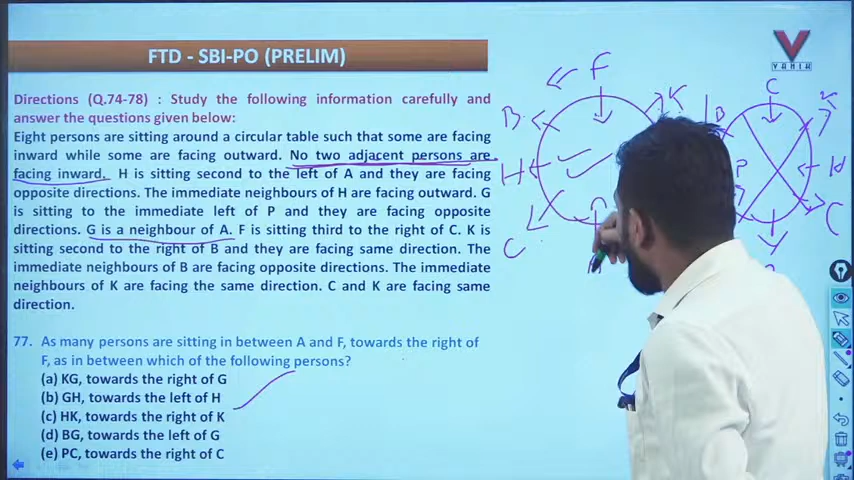 FTD - SBI-PO (PRELIM)
VANIK
Directions (Q.74-78) : Study the following information carefully and
answer the questions given below:
Eight persons are sitting around a circular table such that some are facing
inward while some are facing outward. No two adjacent persons are
facing inward. H is sitting second to the left of A and they are facing
opposite directions. The immediate neighbours of H are facing outward. G
is sitting to the immediate left of P and they are facing opposite
directions. G is a neighbour of A. F is sitting third to the right of C. K is
sitting second to the right of B and they are facing same direction. The
immediate neighbours of B are facing opposite directions. The immediate
neighbours of K are facing the same direction. C and K are facing same
direction.
77. As many persons are sitting in between A and F, towards the right of
F, as in between which of the following persons?
(a) KG, towards the right of G
(b) GH, towards the left of H
(c) HK, towards the right of K
(d) BG, towards the left of G
(e) PC, towards the right of C
F
K
B
H
C
C
B
P
H